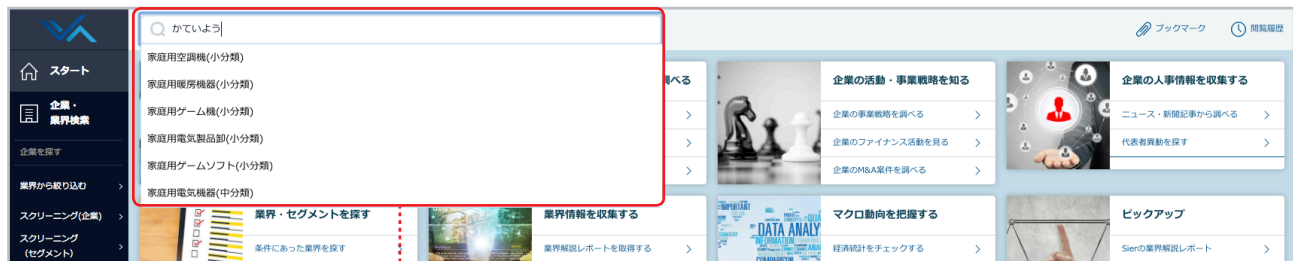 かていよう
ブックマーク
閲覧履歴
家庭用空調機(小分類)
家庭用暖房機器(小分類)
家庭用ゲーム機(小分類)
家庭用電気製品卸(小分類)
家庭用ゲームソフト(小分類)
家庭用電気機器(中分類)
スタート
企業・
業界検索
企業を探す
業界から絞り込む
スクリーニング(企業)
スクリーニング
(セグメント)
べる
企業の活動・事業戦略を知る
企業の事業戦略を調べる
企業のファイナンス活動を見る
企業のM&A案件を調べる
企業の人事情報を収集する
ニュース・新聞記事から調べる
代表者異動を探す
業界・セグメントを探す
条件にあった業界を探す
業界情報を収集する
業界解説レポートを取得する
IMPORTANT
DATA ANALY
INFORMATION
マクロ動向を把握する
経済統計をチェックする
ピックアップ
SIerの業界解説レポート